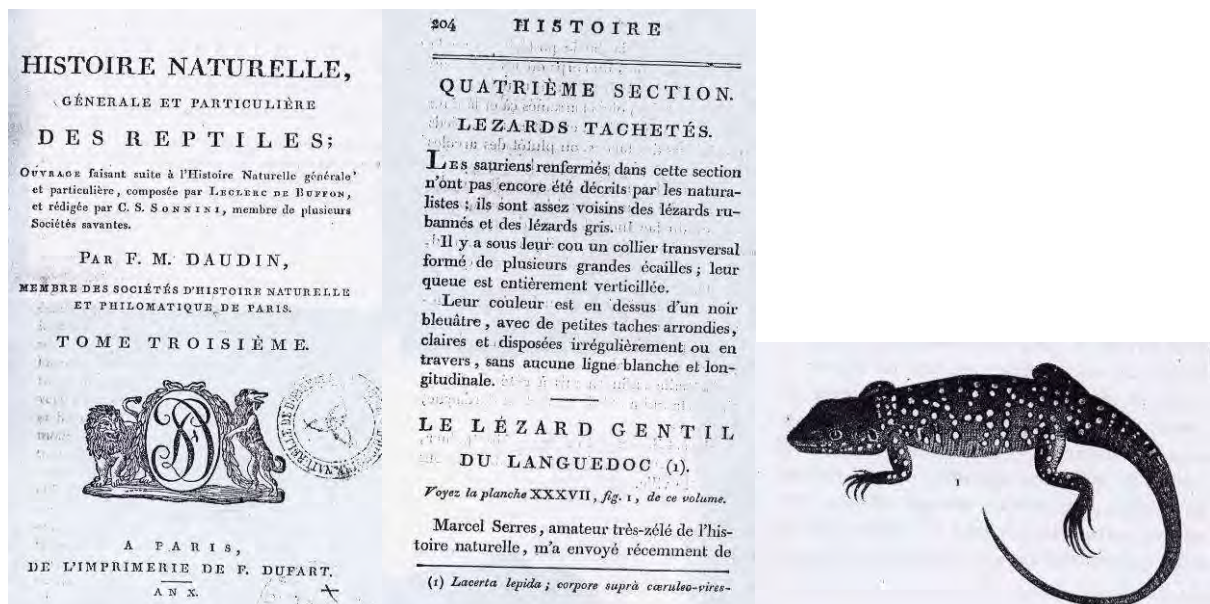 HISTOIRE NATURELLE,
GÉNERALE ET PARTICULIÈRE
DES REPTILES;
OUVRAGE faisant suite à l'Histoire Naturelle générale
et particulière, composée par LECLERC DE BUFFON,
et rédigée par C. S. SONNINI, membre de plusieurs
Sociétés savantes.
PAR F. M. DAUDIN,
MEMBRE DES SOCIÉTÉS D'HISTOIRE NATURELLE
ET PHILOMATIQUE DE PARIS.
TOME TROISIÈME.
A PARIS,
DE L'IMPRIMERIE DE F. DUFART.
AN X.
204 HISTOIRE
QUATRIÈME SECTION.
LEZARDS TACHETÉS.
LES sauriens renfermés dans cette section
n'ont pas encore été décrits par les natura-
listes ; ils sont assez voisins des lézards ru-
bannés et des lézards gris.
Il y a sous leur cou un collier transversal
formé de plusieurs grandes écailles ; leur
queue est entièrement verticillée.
Leur couleur est en dessus d'un noir
bleuâtre, avec de petites taches arrondies,
claires et disposées irrégulièrement ou en
travers, sans aucune ligne blanche et lon-
gitudinale.
LE LÉZARD GENTIL
DU LANGUEDOC (1).
Voyez la planche XXXVII, fig. 1, de ce volume.
Marcel Serres, amateur très-zélé de l'his-
toire naturelle, m'a envoyé récemment de
(1) Lacerta lepida ; corpore suprà cæruleo-vires-
1